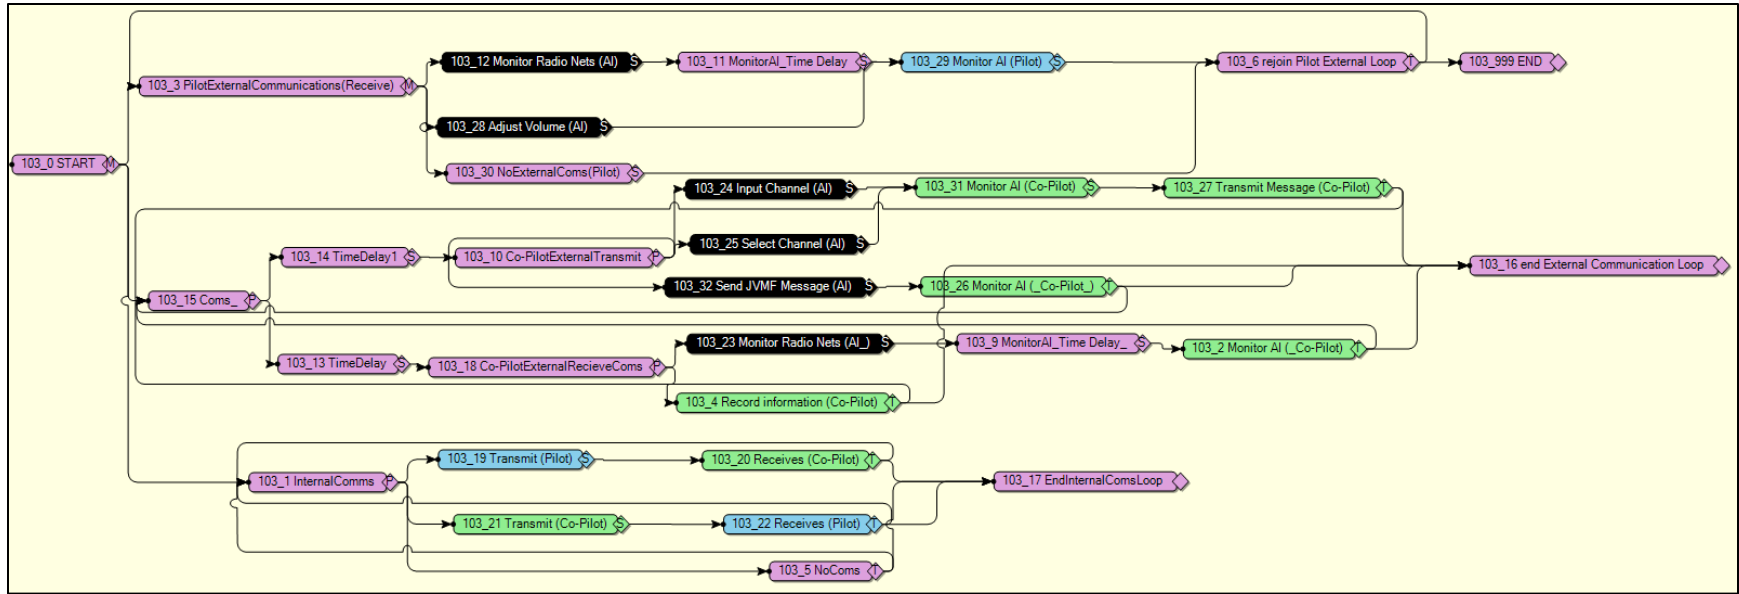 103_12 Monitor Radio Nets (AI) S
103_11 MonitorAI_Time Delay S
103_29 Monitor AI (Pilot) S
103_6 rejoin Pilot External Loop T
103_999 END
103_3 PilotExternalCommunications(Receive) M
103_28 Adjust Volume (AI) S
103_0 START M
103_30 NoExternalComs(Pilot) S
103_24 Input Channel (AI) S
103_31 Monitor AI (Co-Pilot) S
103_27 Transmit Message (Co-Pilot) T
103_25 Select Channel (AI) S
103_14 TimeDelay1 S
103_10 Co-PilotExternalTransmit P
103_16 end External Communication Loop
103_32 Send JVMF Message (AI) S
103_26 Monitor AI (_Co-Pilot_) T
103_15 Coms_ P
103_23 Monitor Radio Nets (AI_) S
103_9 MonitorAI_Time Delay_ S
103_2 Monitor AI (_Co-Pilot) T
103_13 TimeDelay S
103_18 Co-PilotExternalRecieveComs P
103_4 Record information (Co-Pilot) T
103_19 Transmit (Pilot) S
103_20 Receives (Co-Pilot) T
103_1 InternalComms P
103_17 EndInternalComsLoop
103_21 Transmit (Co-Pilot) S
103_22 Receives (Pilot) T
103_5 NoComs T